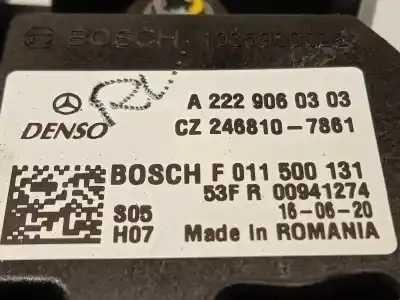 BOSCH
A 222 906 03 03
DENSO CZ 246810-7861
BOSCH F 011 500 131
53F R 00941274
S05 16-06-20
H07 Made in ROMANIA